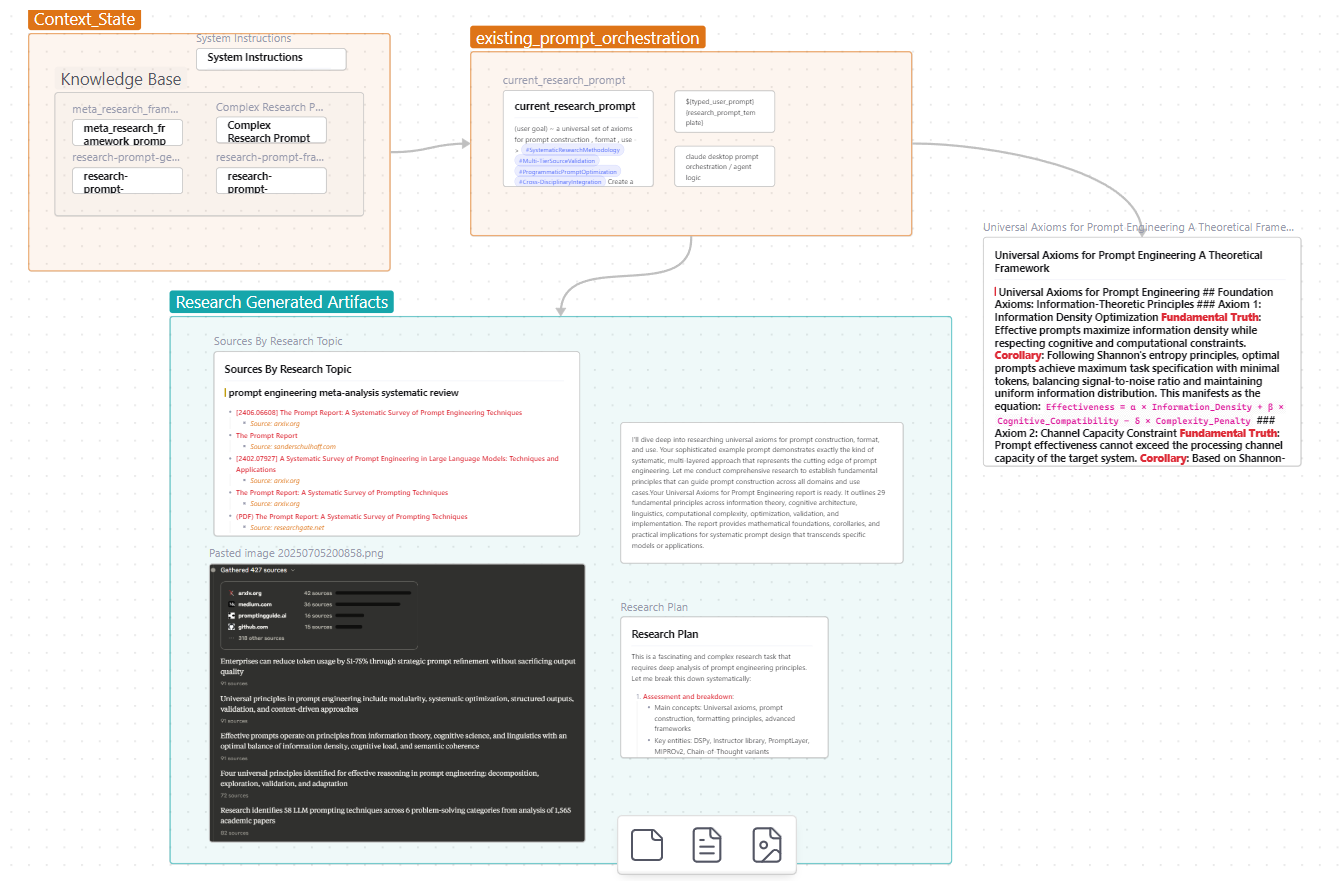 Context_State
System Instructions
System Instructions
Knowledge Base
meta_research_fram...
meta_research_fr
amework_promp
Complex Research P...
Complex
Research Prompt
research-prompt-ge...
research-
prompt-
research-prompt-fra...
research-
prompt-
existing_prompt_orchestration
current_research_prompt
current_research_prompt
(user goal) ~ a universal set of axioms
for prompt construction , format , use
#SystematicResearchMethodology
#Multi-TierSourceValidation
#ProgrammaticPromptOptimization
#Cross-DisciplinaryIntegration Create a
${typed_user_prompt}
{research_prompt_tem
plate}
claude desktop prompt
orchestration / agent
logic
Universal Axioms for Prompt Engineering A Theoretical Frame...
Universal Axioms for Prompt Engineering A Theoretical
Framework
Universal Axioms for Prompt Engineering ## Foundation
Axioms: Information-Theoretic Principles ### Axiom 1:
Information Density Optimization Fundamental Truth:
Effective prompts maximize information density while
respecting cognitive and computational constraints.
Corollary: Following Shannon's entropy principles, optimal
prompts achieve maximum task specification with minimal
tokens, balancing signal-to-noise ratio and maintaining
uniform information distribution. This manifests as the
equation: Effectiveness = α × Information_Density + β ×
Cognitive_Compatibility − δ × Complexity_Penalty ###
Axiom 2: Channel Capacity Constraint Fundamental Truth:
Prompt effectiveness cannot exceed the processing channel
capacity of the target system. Corollary: Based on Shannon-
Research Generated Artifacts
Sources By Research Topic
Sources By Research Topic
prompt engineering meta-analysis systematic review
• [2406.06608] The Prompt Report: A Systematic Survey of Prompt Engineering Techniques
• Source: arxiv.org
• The Prompt Report
• Source: sanderschulhoff.com
• [2402.07927] A Systematic Survey of Prompt Engineering in Large Language Models: Techniques and
Applications
• Source: arxiv.org
• The Prompt Report: A Systematic Survey of Prompting Techniques
• Source: arxiv.org
• (PDF) The Prompt Report: A Systematic Survey of Prompting Techniques
• Source: researchgate.net
Pasted image 20250705200858.png
Gathered 427 sources
arxiv.org 42 sources
medium.com 36 sources
promptingguide.ai 16 sources
github.com 15 sources
318 other sources
Enterprises can reduce token usage by 51-75% through strategic prompt refinement without sacrificing output
quality
91 sources
Universal principles in prompt engineering include modularity, systematic optimization, structured outputs,
validation, and context-driven approaches
91 sources
Effective prompts operate on principles from information theory, cognitive science, and linguistics with an
optimal balance of information density, cognitive load, and semantic coherence
91 sources
Four universal principles identified for effective reasoning in prompt engineering: decomposition,
exploration, validation, and adaptation
72 sources
Research identifies 58 LLM prompting techniques across 6 problem-solving categories from analysis of 1,565
academic papers
82 sources
I'll dive deep into researching universal axioms for prompt construction, format,
and use. Your sophisticated example prompt demonstrates exactly the kind of
systematic, multi-layered approach that represents the cutting edge of prompt
engineering. Let me conduct comprehensive research to establish fundamental
principles that can guide prompt construction across all domains and use
cases.Your Universal Axioms for Prompt Engineering report is ready. It outlines 29
fundamental principles across information theory, cognitive architecture,
linguistics, computational complexity, optimization, validation, and
implementation. The report provides mathematical foundations, corollaries, and
practical implications for systematic prompt design that transcends specific
models or applications.
Research Plan
Research Plan
This is a fascinating and complex research task that
requires deep analysis of prompt engineering principles.
Let me break this down systematically:
1. Assessment and breakdown:
• Main concepts: Universal axioms, prompt
construction, formatting principles, advanced
frameworks
• Key entities: DSPy, Instructor library, PromptLayer,
MIPROv2, Chain-of-Thought variants